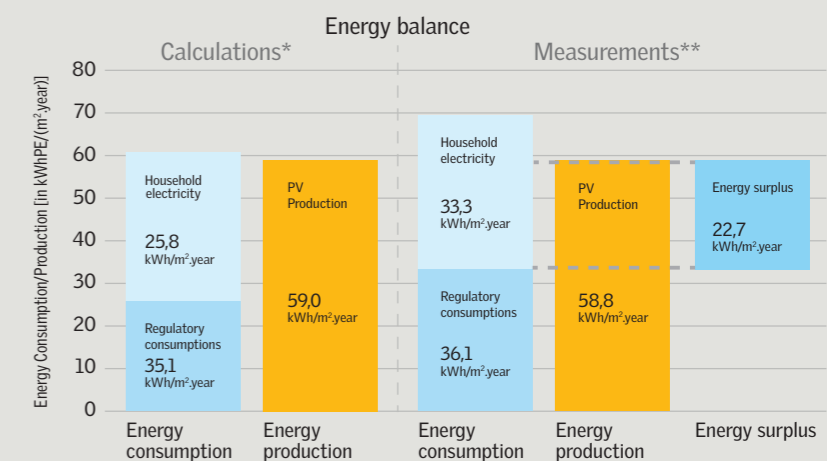 Energy balance
Calculations*
Measurements**
Energy Consumption/Production [in kWhPE/(m².year)]
80
70
60
50
40
30
20
10
0
Household
electricity
25,8
kWh/m².year
Regulatory
consumptions
35,1
kWh/m².year
PV
Production
59,0
kWh/m².year
Household
electricity
33,3
kWh/m².year
Regulatory
consumptions
36,1
kWh/m².year
PV
Production
58,8
kWh/m².year
Energy surplus
22,7
kWh/m².year
Energy
consumption
Energy
production
Energy
consumption
Energy
production
Energy surplus